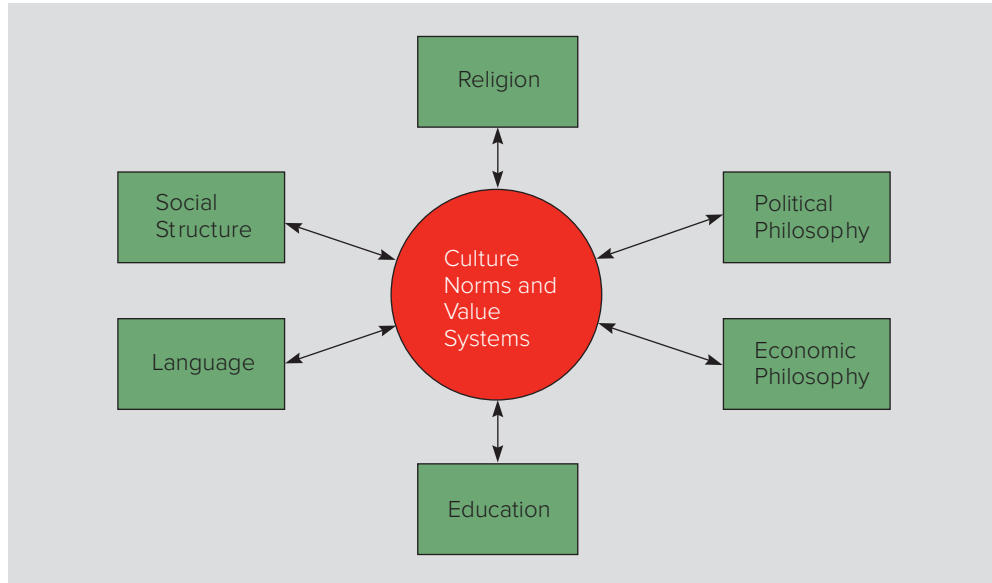 Religion
Social
Structure
Political
Philosophy
Culture
Norms and
Value
Systems
Language
Economic
Philosophy
Education